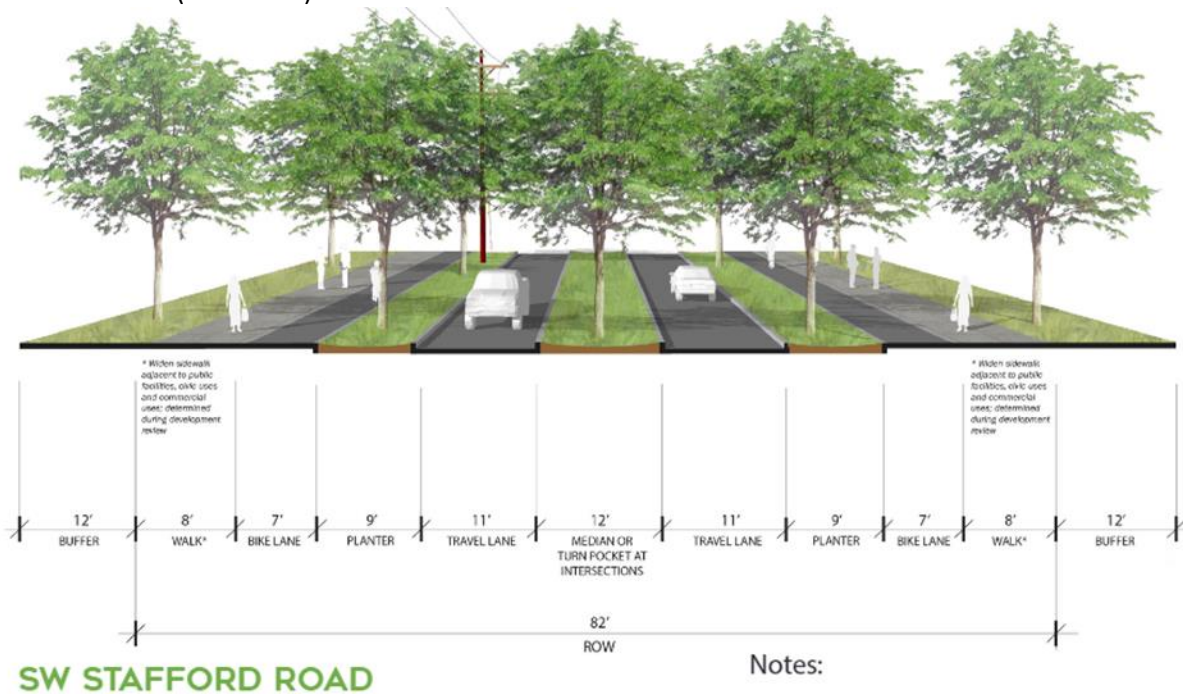 * Widen sidewalk
adjacent to public
facilities, civic uses
and commercial
uses; determined
during development
review
* Widen sidewalk
adjacent to public
facilities, civic uses
and commercial
uses; determined
during development
review
12' 8' 7' 9' 11' 12' 11' 9' 7' 8' 12'
BUFFER WALK* BIKE LANE PLANTER TRAVEL LANE MEDIAN OR TRAVEL LANE PLANTER BIKE LANE WALK* BUFFER
TURN POCKET AT
INTERSECTIONS
82'
ROW
SW STAFFORD ROAD
Notes: